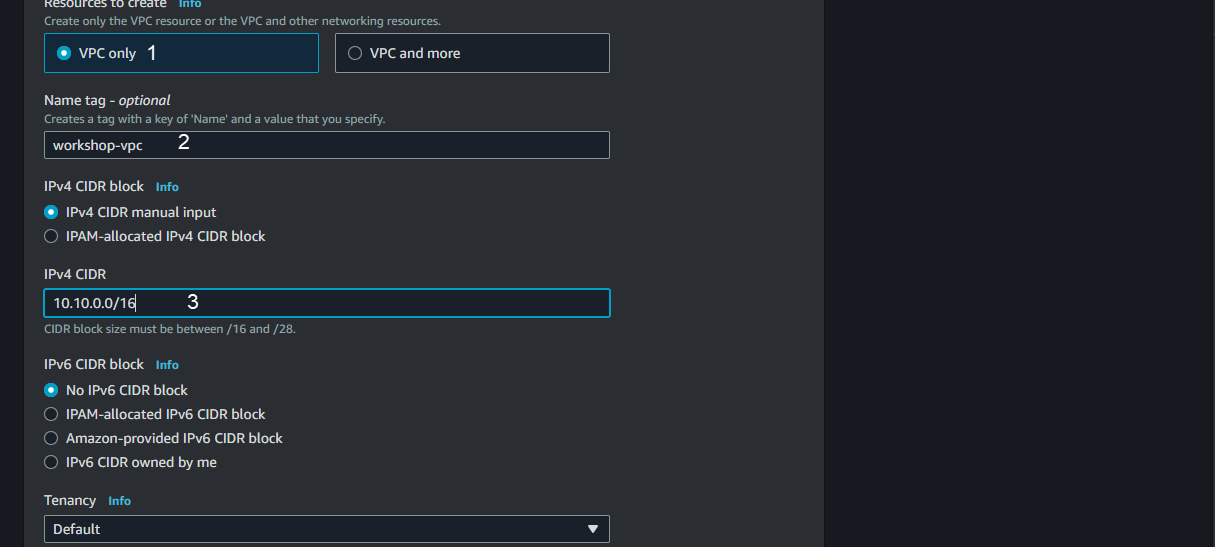 Resources to create Info
Create only the VPC resource or the VPC and other networking resources.
VPC only 1 VPC and more
Name tag - optional
Creates a tag with a key of 'Name' and a value that you specify.
workshop-vpc 2
IPv4 CIDR block Info
IPv4 CIDR manual input
IPAM-allocated IPv4 CIDR block
IPv4 CIDR
10.10.0.0/16 3
CIDR block size must be between /16 and /28.
IPv6 CIDR block Info
No IPv6 CIDR block
IPAM-allocated IPv6 CIDR block
Amazon-provided IPv6 CIDR block
IPv6 CIDR owned by me
Tenancy Info
Default